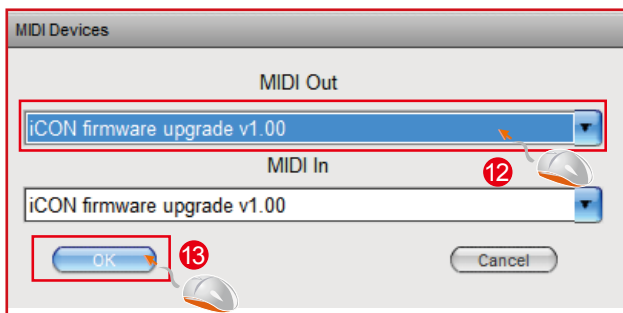 MIDI Devices
MIDI Out
iCON firmware upgrade v1.00
12
MIDI In
iCON firmware upgrade v1.00
OK
13
Cancel